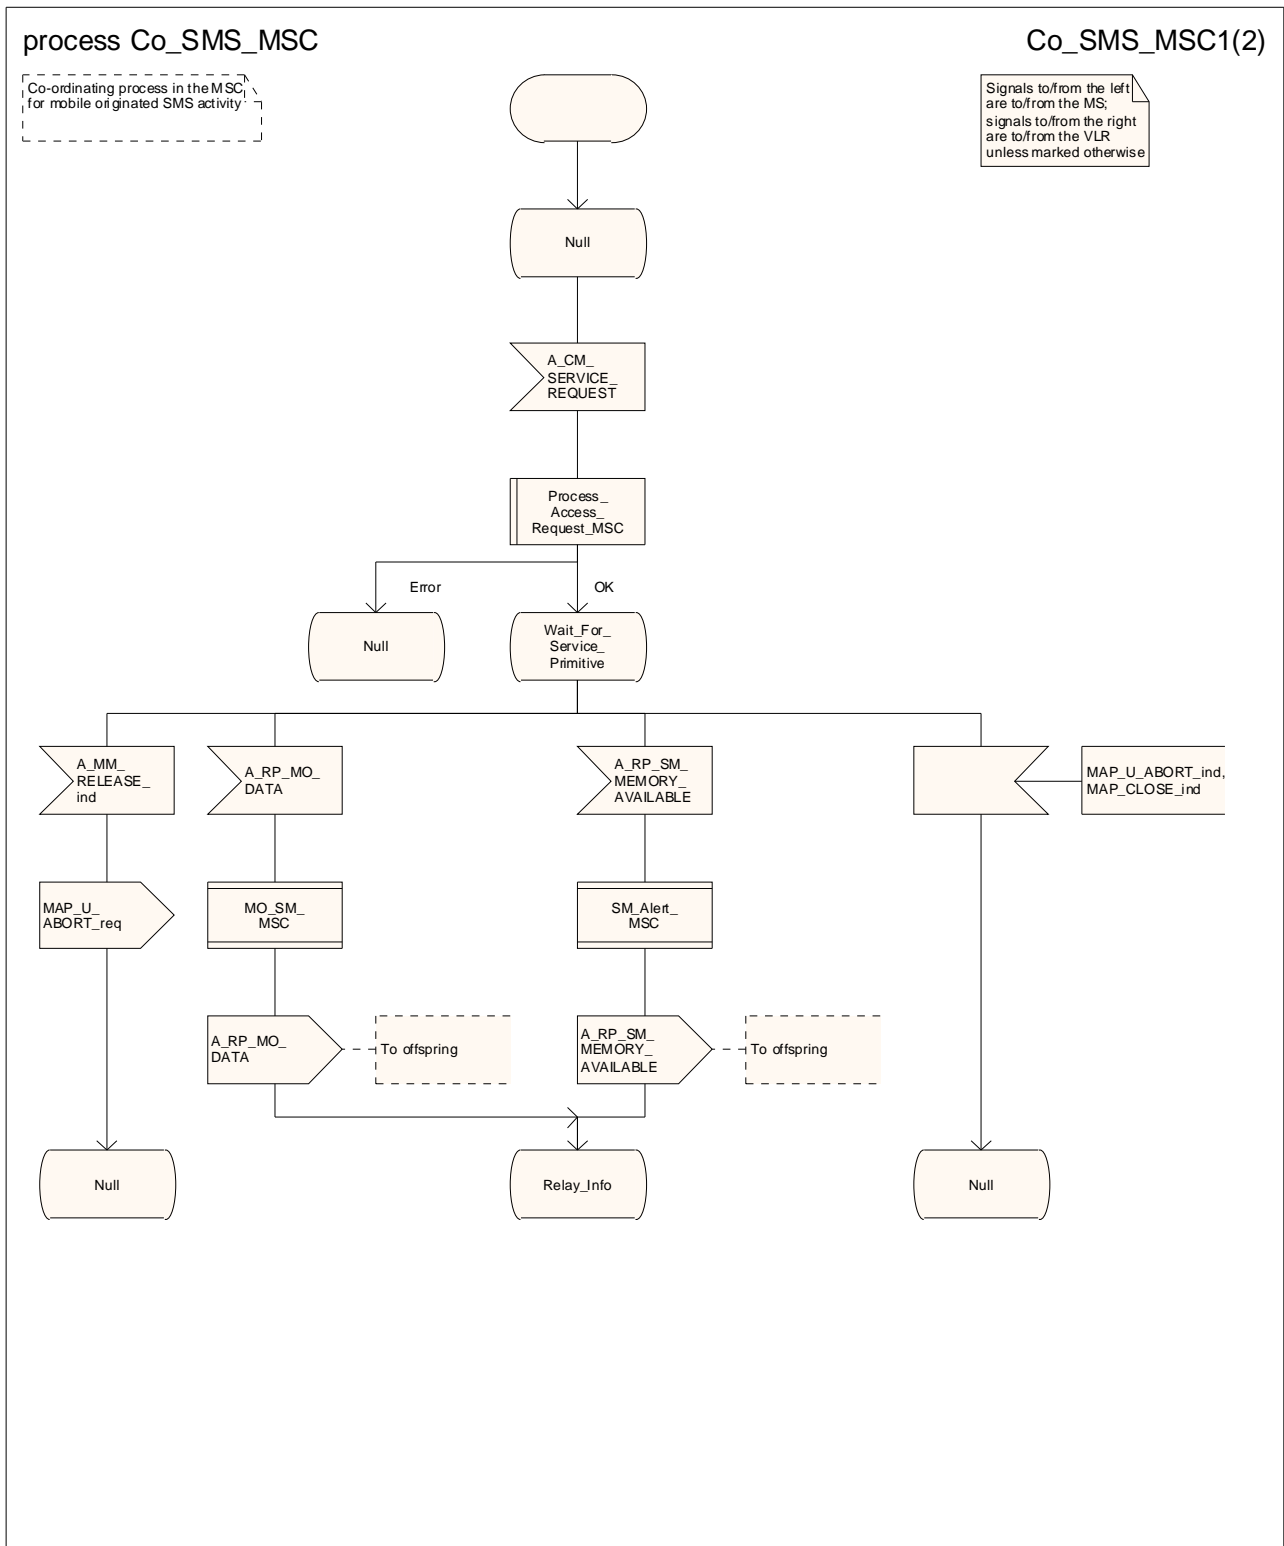 process Co_SMS_MSC
Co_SMS_MSC1(2)
Co-ordinating process in the MSC
for mobile originated SMS activity
Signals to/from the left
are to/from the MS;
signals to/from the right
are to/from the VLR
unless marked otherwise
Null
A_CM_
SERVICE_
REQUEST
Process_
Access_
Request_MSC
Error
OK
Null
Wait_For_
Service_
Primitive
A_MM_
RELEASE_
ind
A_RP_MO_
DATA
A_RP_SM_
MEMORY_
AVAILABLE
MAP_U_ABORT_ind,
MAP_CLOSE_ind
MAP_U_
ABORT_req
MO_SM_
MSC
SM_Alert_
MSC
A_RP_MO_
DATA
To offspring
A_RP_SM_
MEMORY_
AVAILABLE
To offspring
Null
Relay_Info
Null